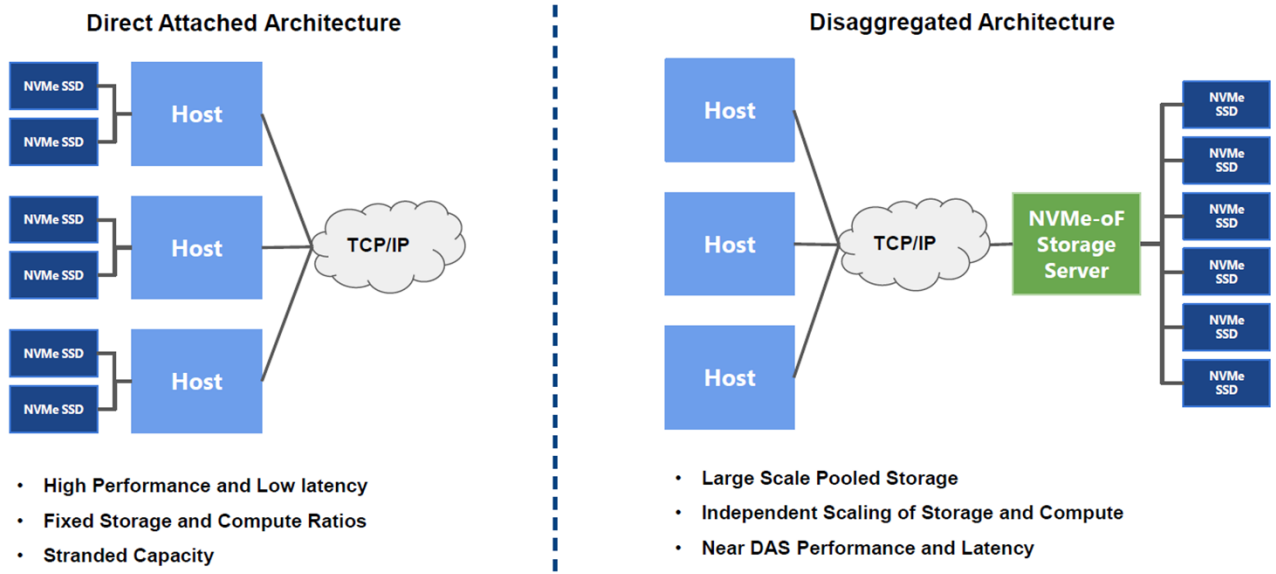 Direct Attached Architecture
NVMe SSD
NVMe SSD
Host
NVMe SSD
NVMe SSD
Host
NVMe SSD
NVMe SSD
Host
TCP/IP
• High Performance and Low latency
• Fixed Storage and Compute Ratios
• Stranded Capacity
Disaggregated Architecture
Host
Host
Host
TCP/IP
NVMe-oF
Storage
Server
NVMe
SSD
NVMe
SSD
NVMe
SSD
NVMe
SSD
NVMe
SSD
NVMe
SSD
• Large Scale Pooled Storage
• Independent Scaling of Storage and Compute
• Near DAS Performance and Latency